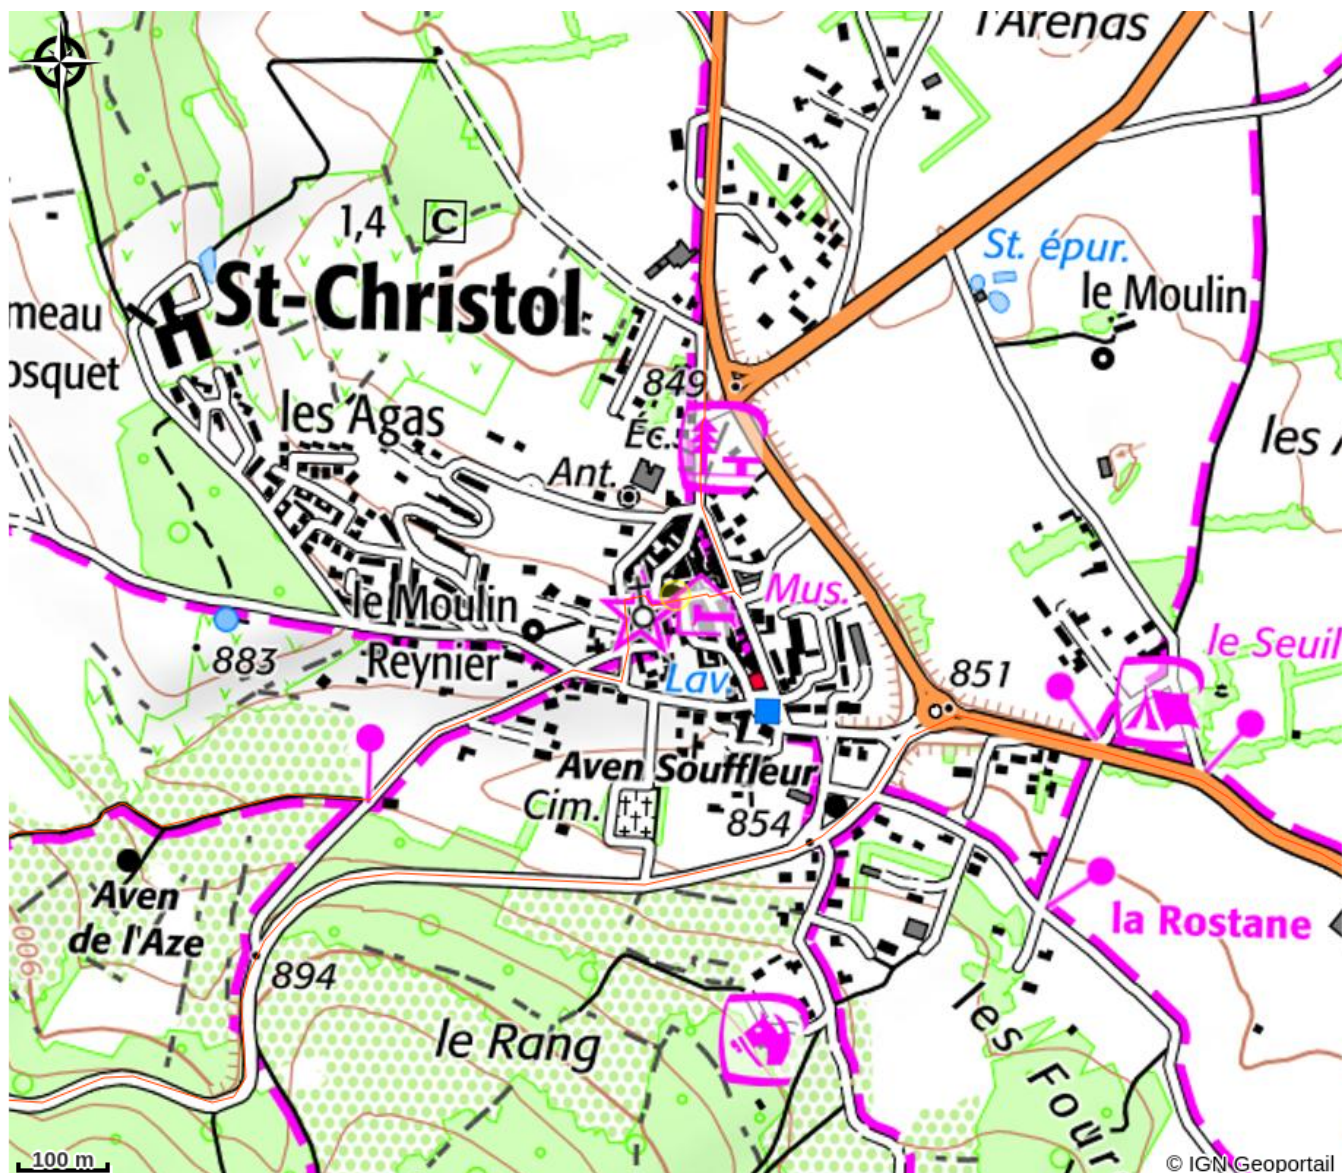 l'Arenas
1,4
C
St. épur.
le Moulin
St-Christol
meau
osquet
849
les Agas
Éc.
les A
Ant.
Mus.
le Moulin
le Seuil
883
Reynier
Lav.
851
Aven Souffleur
Cim.
854
Aven
de l'Aze
la Rostane
900
894
le Rang
les Four
100 m
© IGN Geoportail